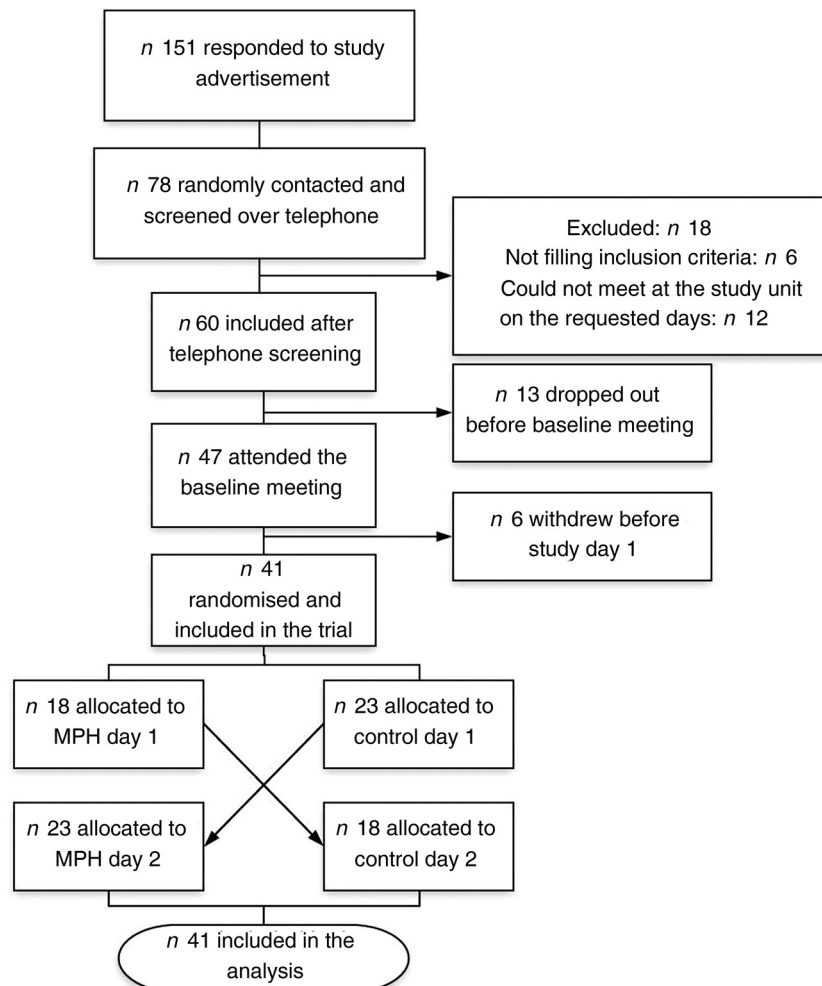 n 151 responded to study
advertisement
n 78 randomly contacted and
screened over telephone
Excluded: n 18
Not filling inclusion criteria: n 6
Could not meet at the study unit
on the requested days: n 12
n 60 included after
telephone screening
n 13 dropped out
before baseline meeting
n 47 attended the
baseline meeting
n 6 withdrew before
study day 1
n 41
randomised and
included in the trial
n 18 allocated to
MPH day 1
n 23 allocated to
control day 1
n 23 allocated to
MPH day 2
n 18 allocated to
control day 2
n 41 included in the
analysis